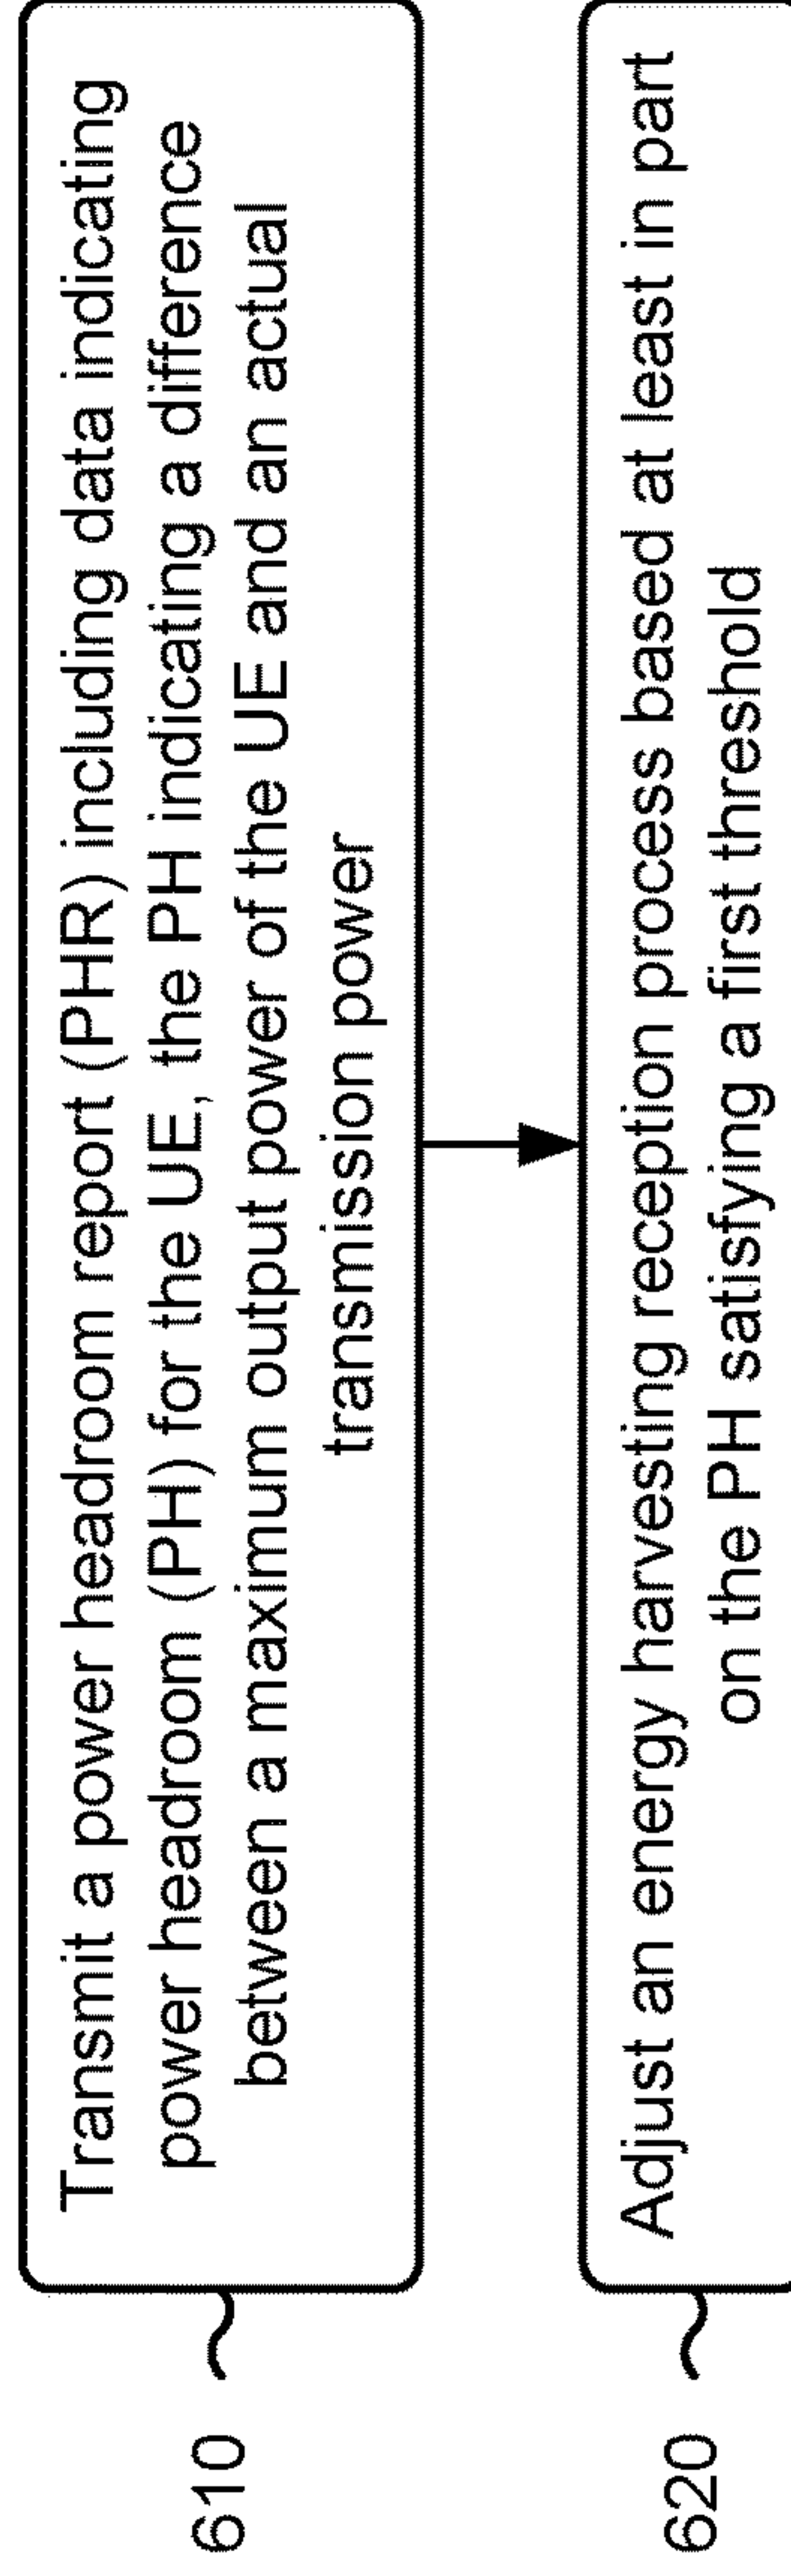 610
Transmit a power headroom report (PHR) including data indicating
power headroom (PH) for the UE, the PH indicating a difference
between a maximum output power of the UE and an actual
transmission power
620
Adjust an energy harvesting reception process based at least in part
on the PH satisfying a first threshold